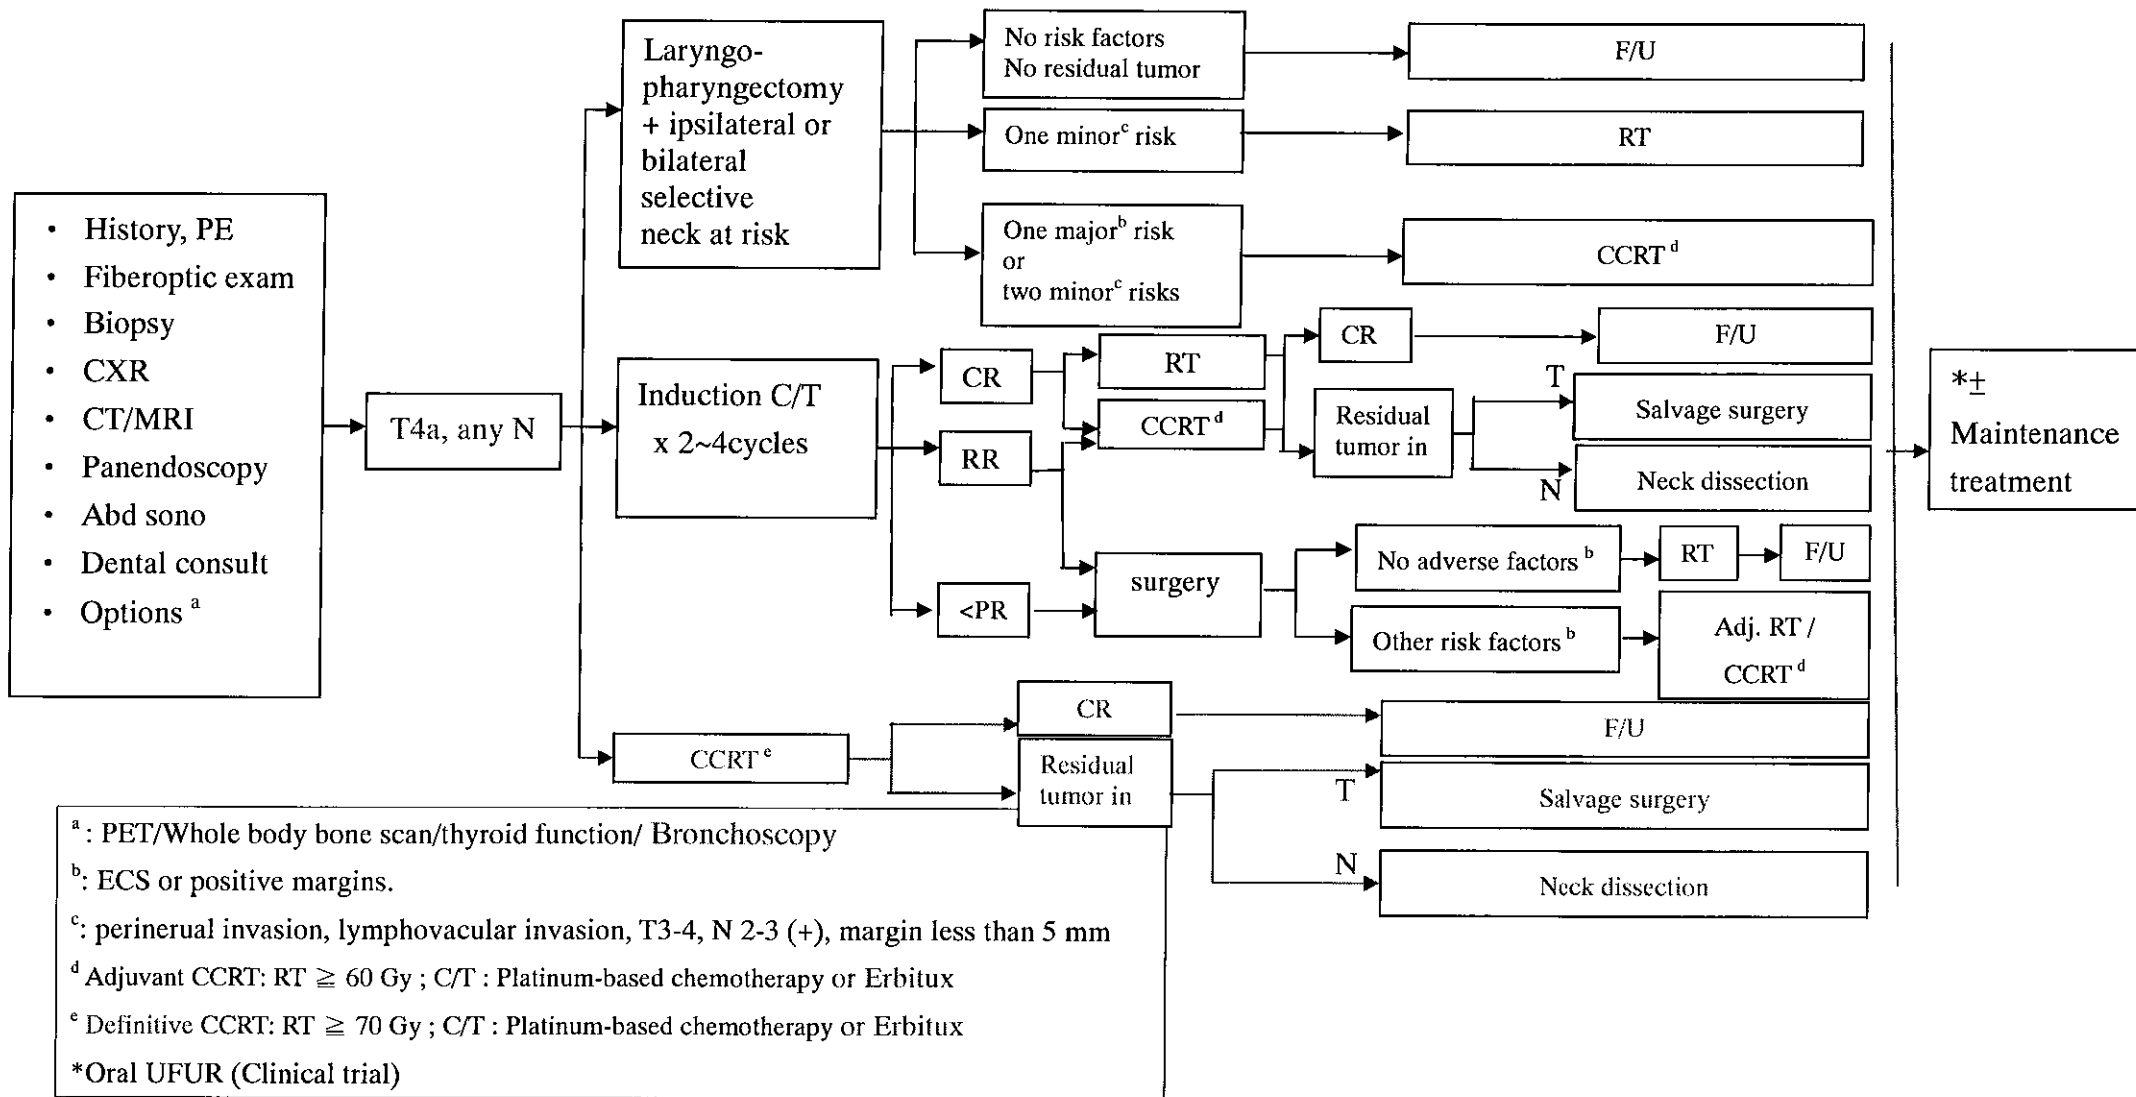 • History, PE
• Fiberoptic exam
• Biopsy
• CXR
• CT/MRI
• Panendoscopy
• Abd sono
• Dental consult
• Options a
T4a, any N
Laryngo-
pharyngectomy
+ ipsilateral or
bilateral
selective
neck at risk
No risk factors
No residual tumor
F/U
One minorc risk
RT
One majorb risk
or
two minorc risks
CCRT d
Induction C/T
x 2~4cycles
CR
RR
<PR
RT
CCRT d
CR
F/U
Residual
tumor in
T
Salvage surgery
N
Neck dissection
surgery
No adverse factors b
RT
F/U
Other risk factors b
Adj. RT /
CCRT d
CCRT e
CR
F/U
Residual
tumor in
T
Salvage surgery
N
Neck dissection
*±
Maintenance
treatment
a : PET/Whole body bone scan/thyroid function/ Bronchoscopy
b: ECS or positive margins.
c: perinerual invasion, lymphovacular invasion, T3-4, N 2-3 (+), margin less than 5 mm
d Adjuvant CCRT: RT ≧ 60 Gy ; C/T : Platinum-based chemotherapy or Erbitux
e Definitive CCRT: RT ≧ 70 Gy ; C/T : Platinum-based chemotherapy or Erbitux
*Oral UFUR (Clinical trial)